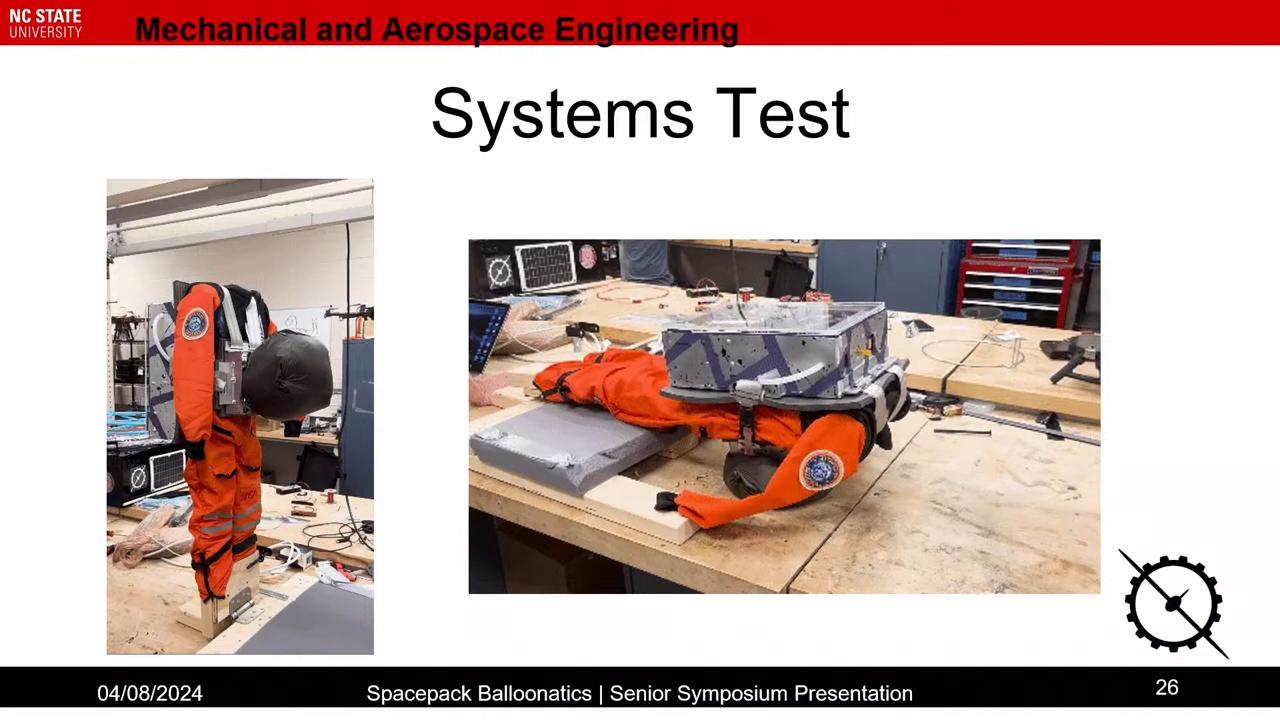 NC STATE
UNIVERSITY
Mechanical and Aerospace Engineering
Systems Test
04/08/2024
Spacepack Balloonatics | Senior Symposium Presentation
26